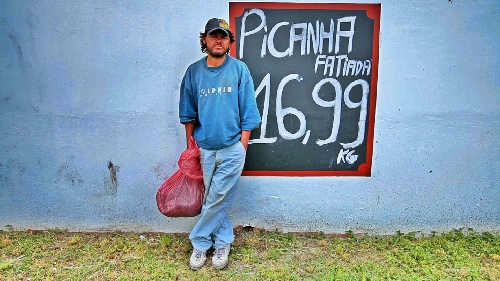 PICANHA
FATIADA
16,99
KG